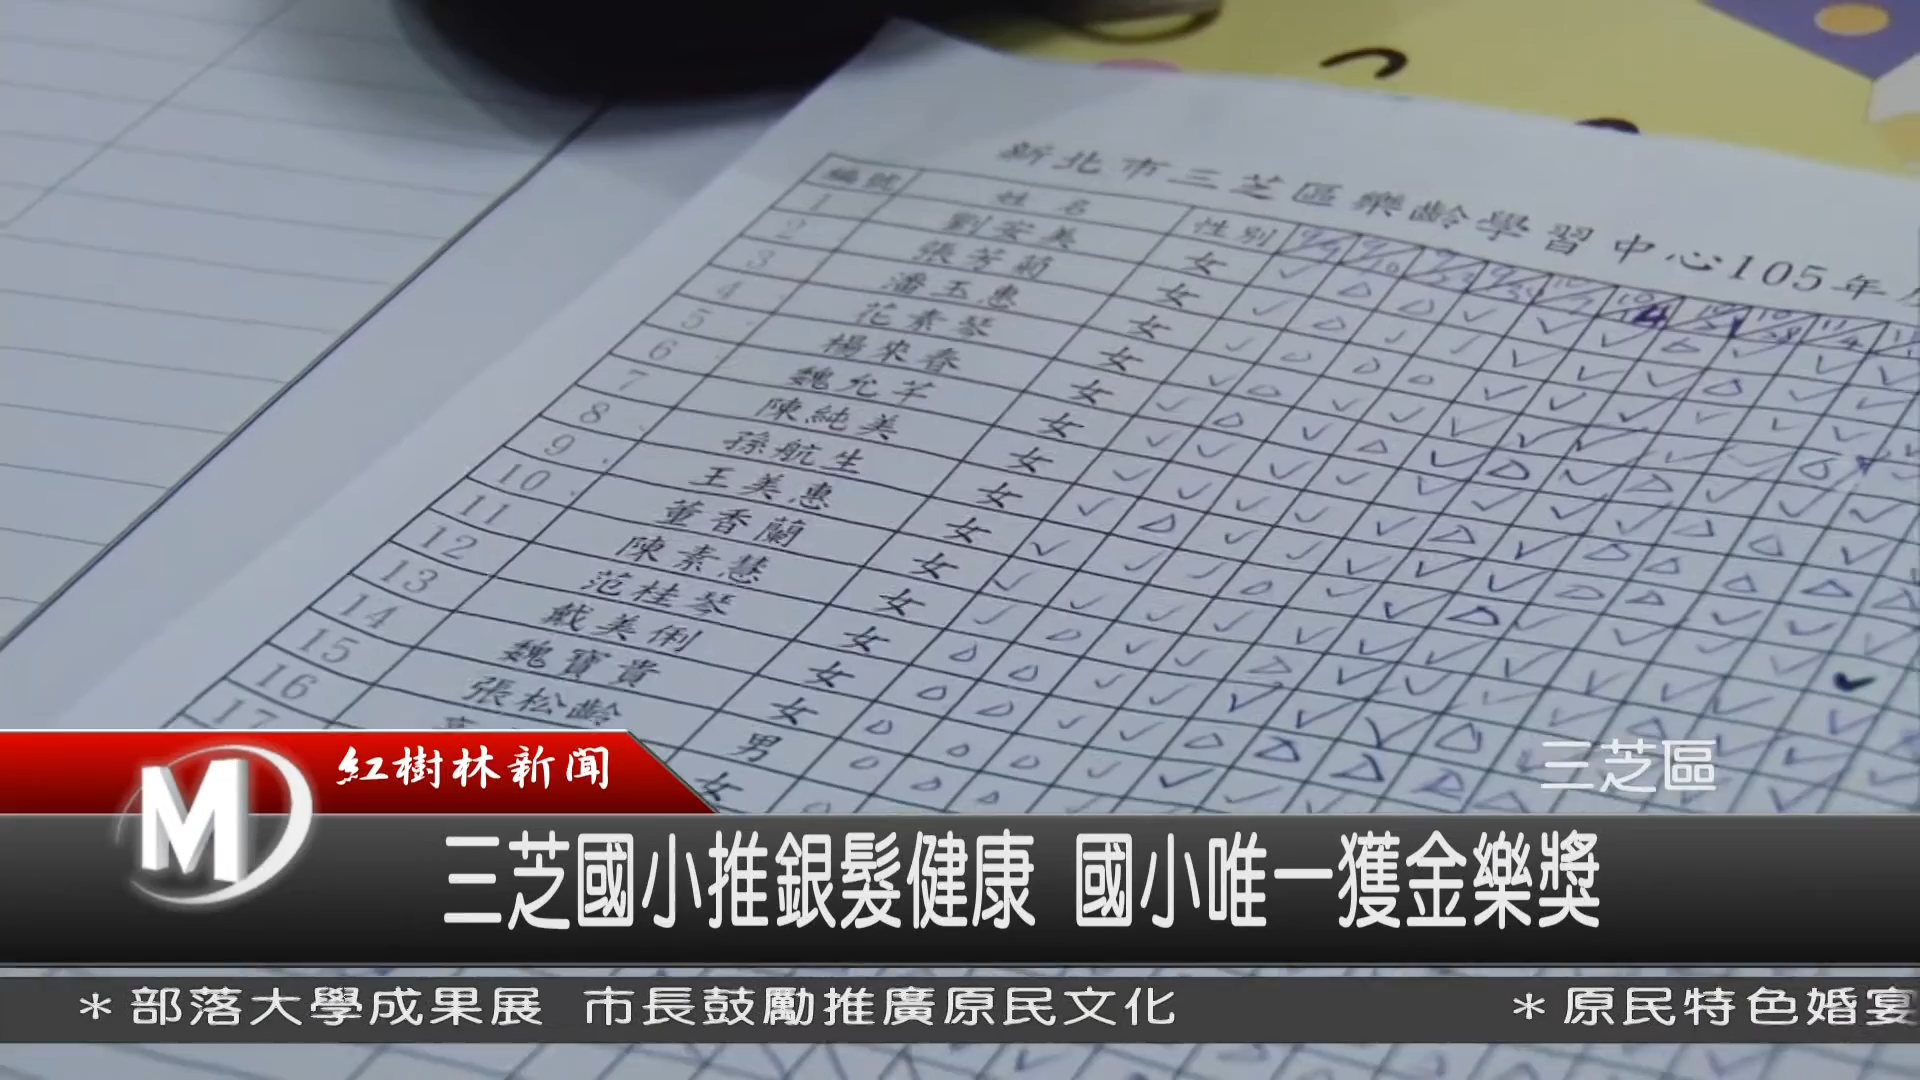 新北市三芝區樂齡學習中心105年
編號 姓名 性別
1 劉安美 女
2 張芳菊 女
3 潘玉惠 女
4 花素琴 女
5 楊來春 女
6 魏允芊 女
7 陳純美 女
8 孫航生 女
9 王美惠 女
10 董香蘭 女
11 陳素慧 女
12 范桂琴 女
13 戴美俐 女
14 魏寶貴 女
15 張松齡 男
16 女
17
紅樹林新聞
三芝區
M
三芝國小推銀髮健康 國小唯一獲金樂獎
*部落大學成果展 市長鼓勵推廣原民文化 *原民特色婚宴